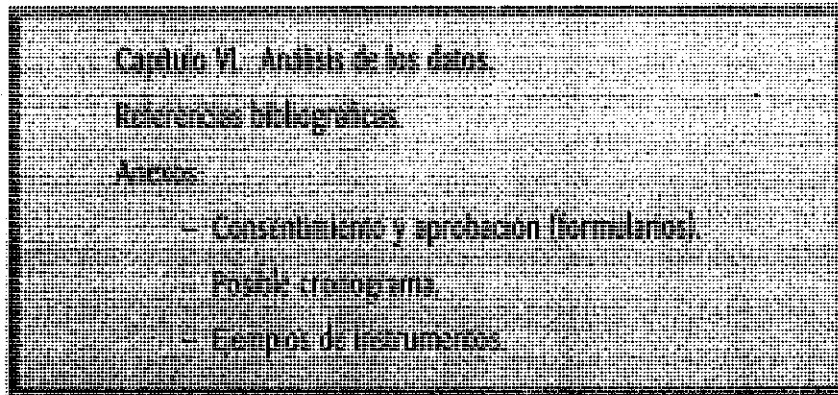 Capítulo VI. Análisis de los datos.
Referencias bibliográficas.
Anexos:
– Consentimiento y aprobación (formularios).
– Posible cronograma.
– Ejemplos de instrumentos.